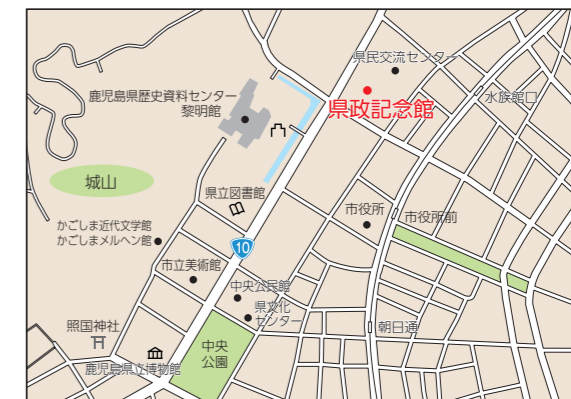 県民交流センター
県政記念館
水族館口
鹿児島県歴史資料センター
黎明館
城山
県立図書館
かごしま近代文学館
かごしまメルヘン館
市役所
市役所前
10
市立美術館
中央公民館
県文化
センター
朝日通
照国神社
中央
公園
鹿児島県立博物館